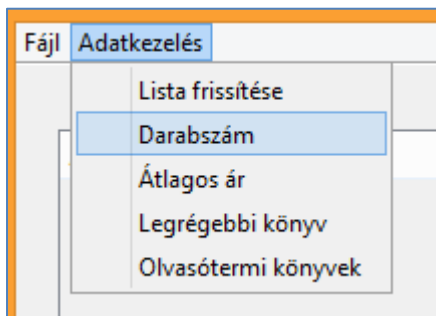 Fájl Adatkezelés
Lista frissítése
Darabszám
Átlagos ár
Legrégebbi könyv
Olvasótermi könyvek